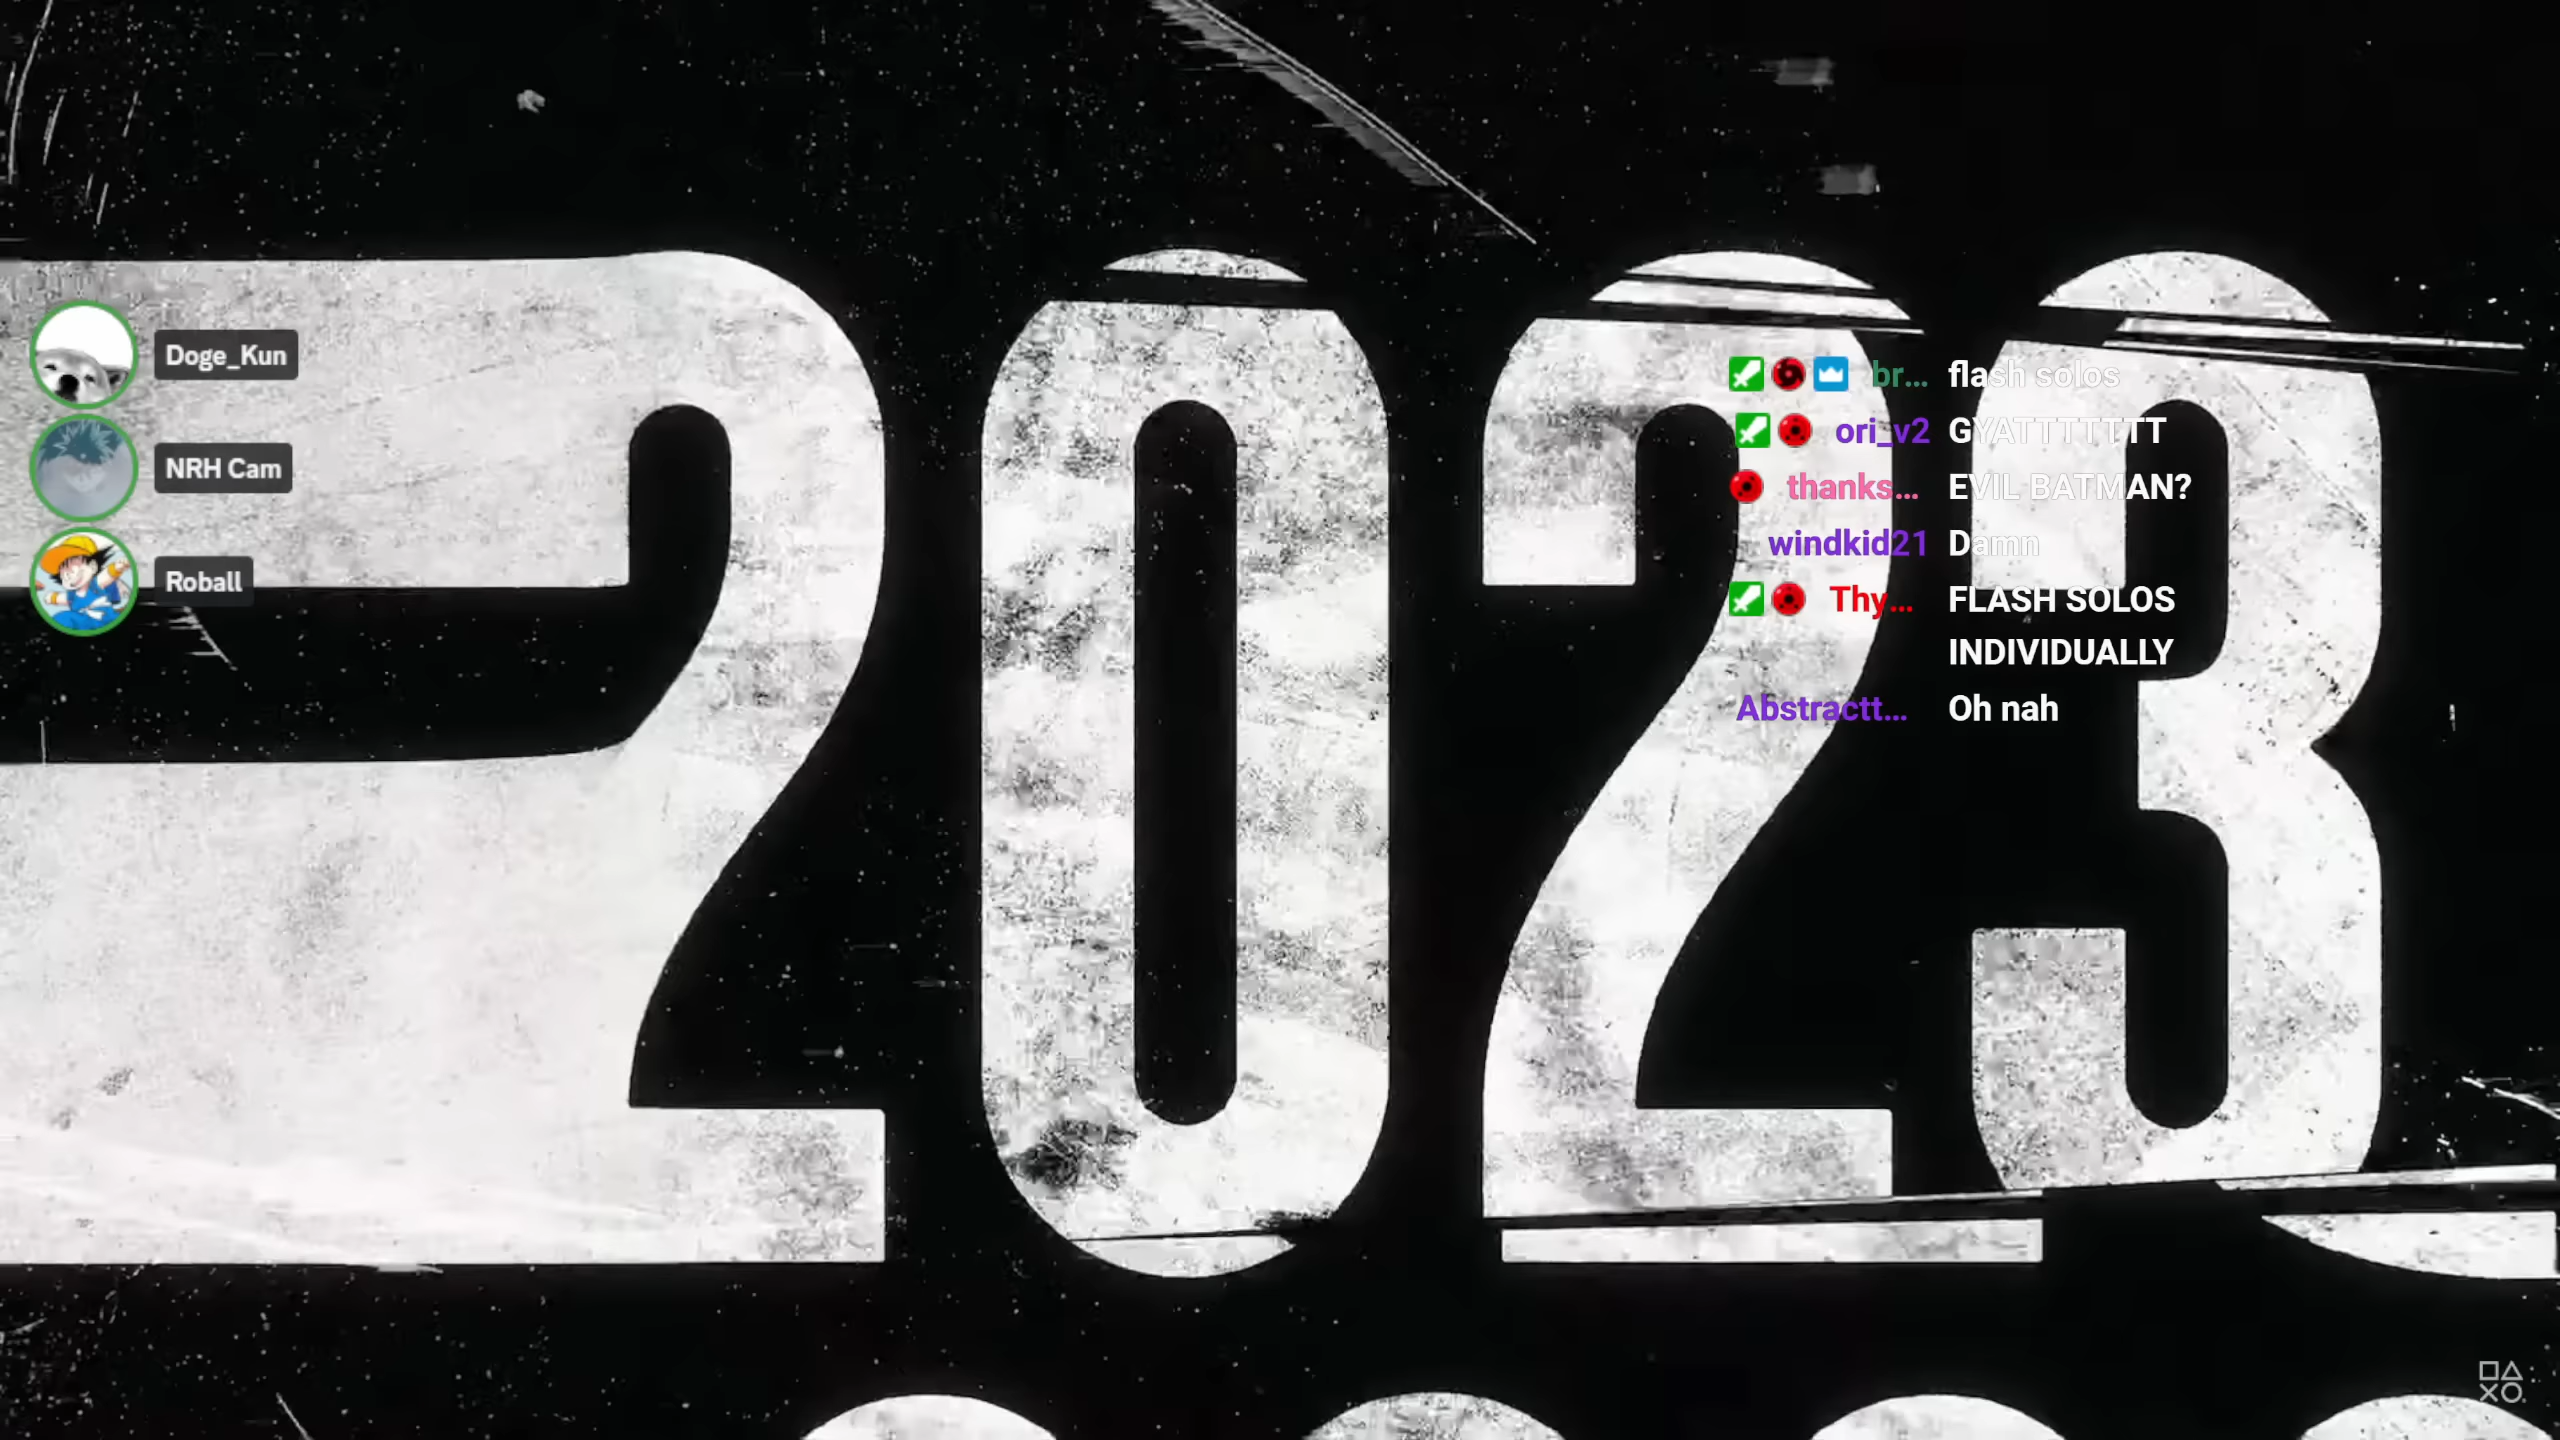 2023
Doge_Kun
NRH Cam
Roball
br... flash solos
ori_v2 GYATTTTTTT
thanks... EVIL BATMAN?
windkid21 Damn
Thy... FLASH SOLOS
INDIVIDUALLY
Abstractt... Oh nah